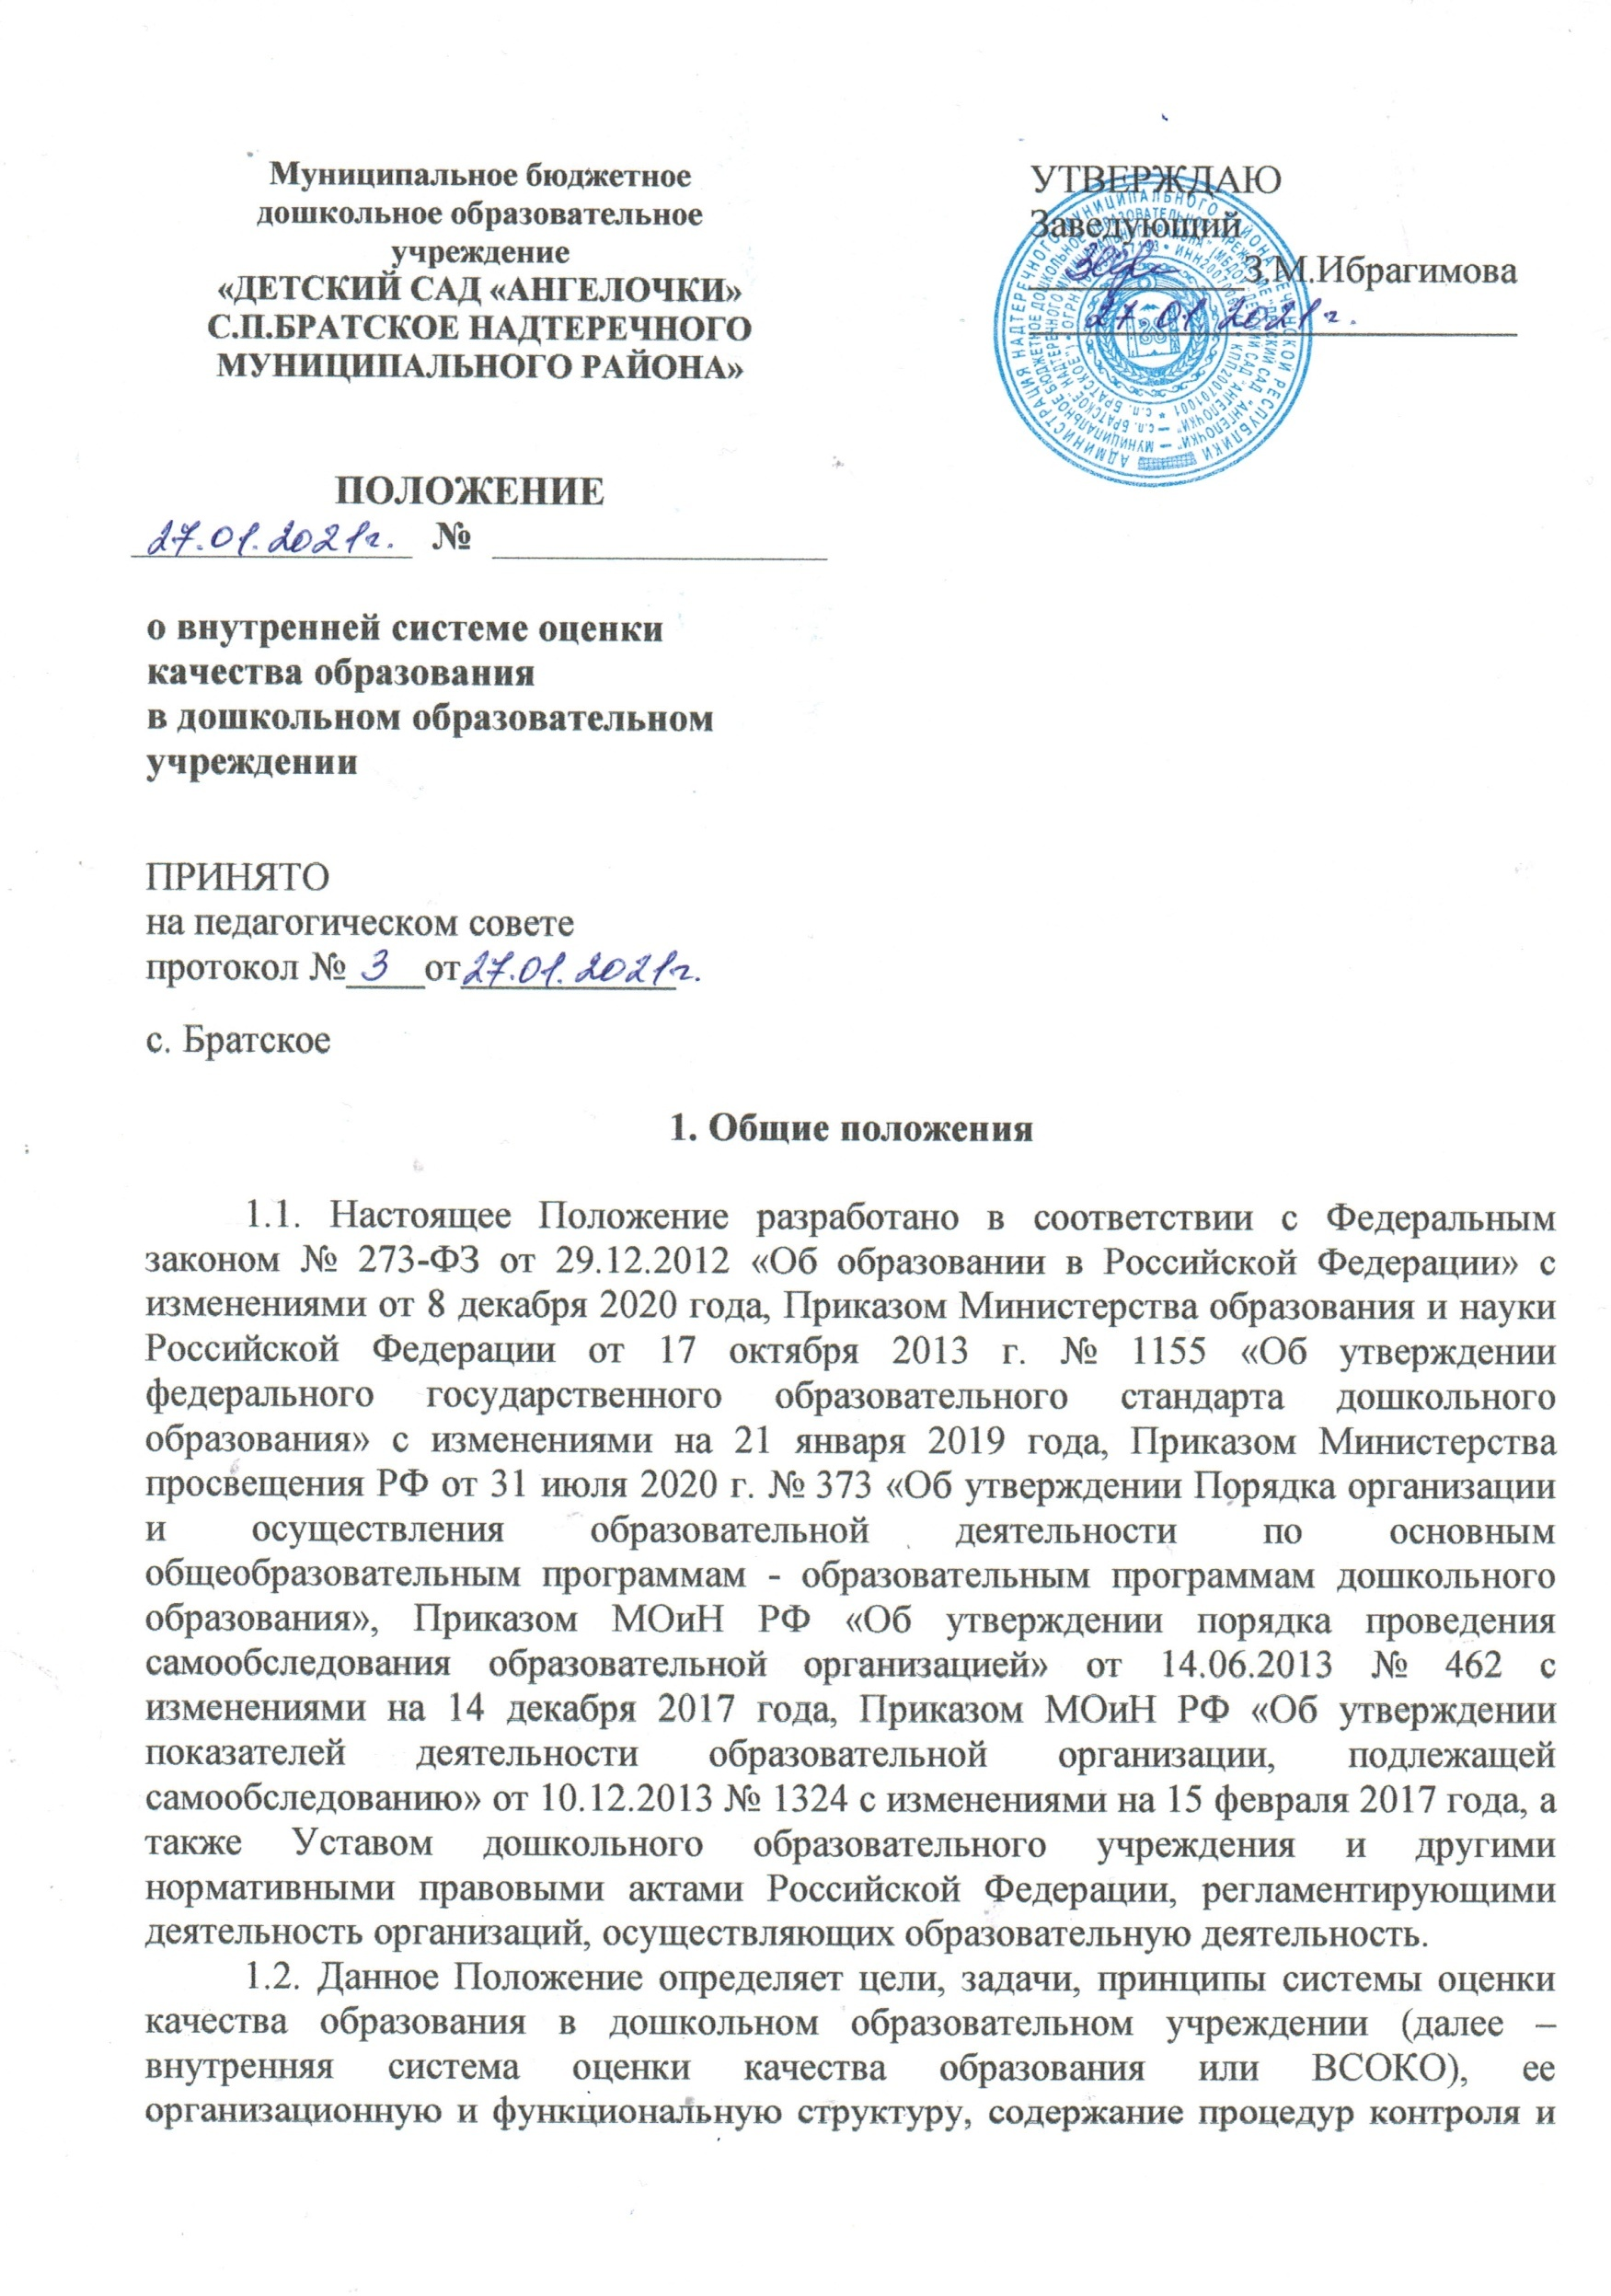 Муниципальное бюджетное
дошкольное образовательное
учреждение
«ДЕТСКИЙ САД «АНГЕЛОЧКИ»
С.П.БРАТСКОЕ НАДТЕРЕЧНОГО
МУНИЦИПАЛЬНОГО РАЙОНА»
УТВЕРЖДАЮ
Заведующий
З.М.Ибрагимова
27.01.2021г.
ПОЛОЖЕНИЕ
27.01.2021г. №
о внутренней системе оценки
качества образования
в дошкольном образовательном
учреждении
ПРИНЯТО
на педагогическом совете
протокол № 3 от 27.01.2021г.
с. Братское
1. Общие положения
1.1. Настоящее Положение разработано в соответствии с Федеральным
законом № 273-ФЗ от 29.12.2012 «Об образовании в Российской Федерации» с
изменениями от 8 декабря 2020 года, Приказом Министерства образования и науки
Российской Федерации от 17 октября 2013 г. № 1155 «Об утверждении
федерального государственного образовательного стандарта дошкольного
образования» с изменениями на 21 января 2019 года, Приказом Министерства
просвещения РФ от 31 июля 2020 г. № 373 «Об утверждении Порядка организации
и осуществления образовательной деятельности по основным
общеобразовательным программам - образовательным программам дошкольного
образования», Приказом МОиН РФ «Об утверждении порядка проведения
самообследования образовательной организацией» от 14.06.2013 № 462 с
изменениями на 14 декабря 2017 года, Приказом МОиН РФ «Об утверждении
показателей деятельности образовательной организации, подлежащей
самообследованию» от 10.12.2013 № 1324 с изменениями на 15 февраля 2017 года, а
также Уставом дошкольного образовательного учреждения и другими
нормативными правовыми актами Российской Федерации, регламентирующими
деятельность организаций, осуществляющих образовательную деятельность.
1.2. Данное Положение определяет цели, задачи, принципы системы оценки
качества образования в дошкольном образовательном учреждении (далее –
внутренняя система оценки качества образования или ВСОКО), ее
организационную и функциональную структуру, содержание процедур контроля и